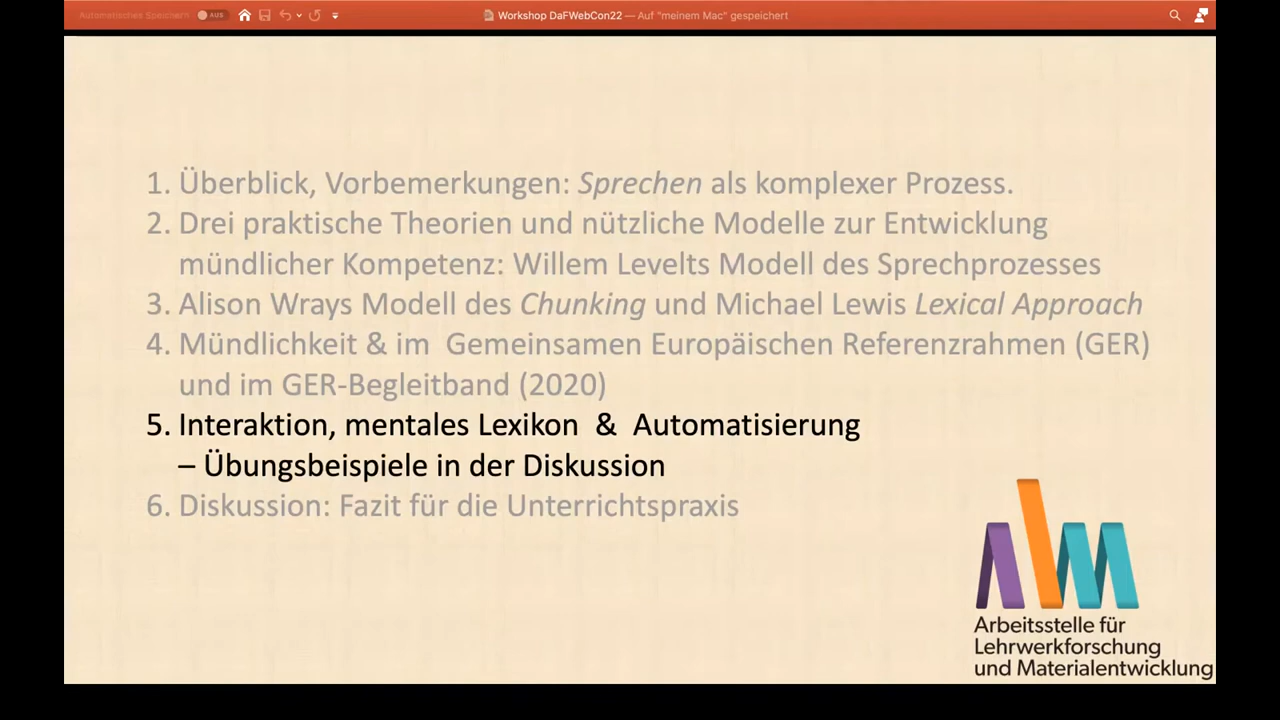 Automatisches Speichern AUS
Workshop DaFWebCon22 — Auf "meinem Mac" gespeichert
1. Überblick, Vorbemerkungen: Sprechen als komplexer Prozess.
2. Drei praktische Theorien und nützliche Modelle zur Entwicklung
mündlicher Kompetenz: Willem Levelts Modell des Sprechprozesses
3. Alison Wrays Modell des Chunking und Michael Lewis Lexical Approach
4. Mündlichkeit & im Gemeinsamen Europäischen Referenzrahmen (GER)
und im GER-Begleitband (2020)
5. Interaktion, mentales Lexikon & Automatisierung
– Übungsbeispiele in der Diskussion
6. Diskussion: Fazit für die Unterrichtspraxis
Arbeitsstelle für
Lehrwerkforschung
und Materialentwicklung